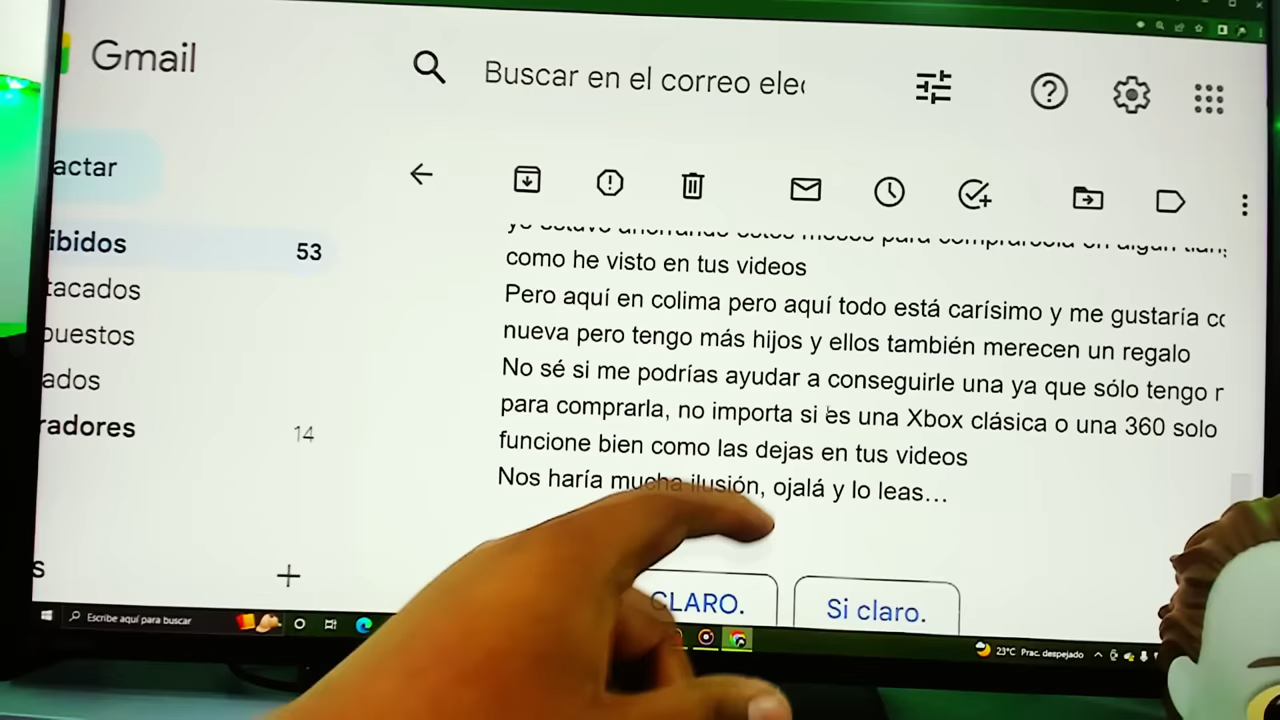 Gmail
Buscar en el correo elec
actar
ibidos 53
tacados
puestos
ados
radores 14
s
como he visto en tus videos
Pero aquí en colima pero aquí todo está carísimo y me gustaría co
nueva pero tengo más hijos y ellos también merecen un regalo
No sé si me podrías ayudar a conseguirle una ya que sólo tengo
para comprarla, no importa si es una Xbox clásica o una 360 solo
funcione bien como las dejas en tus videos
Nos haría mucha ilusión, ojalá y lo leas...
CLARO.
Si claro.
Escribe aquí para buscar
23°C Prac. despejado